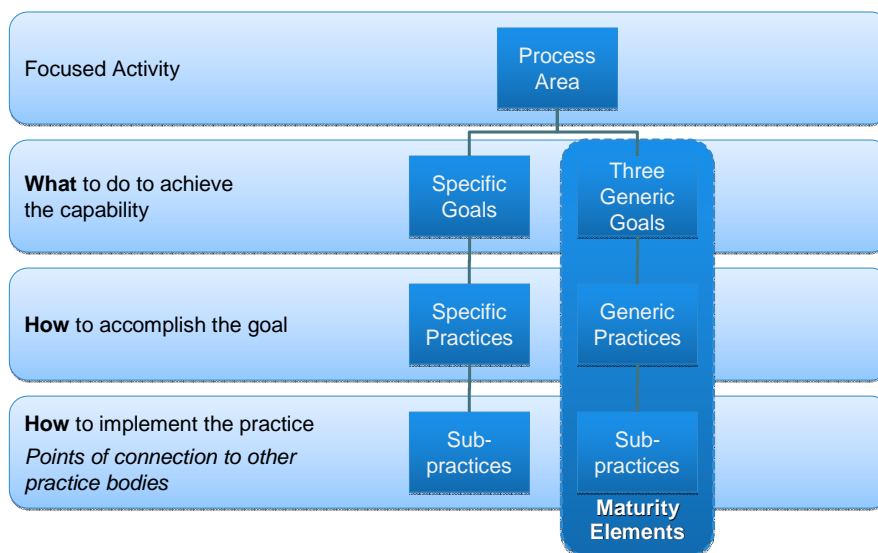 Focused Activity
Process
Area
What to do to achieve
the capability
Specific
Goals
Three
Generic
Goals
How to accomplish the goal
Specific
Practices
Generic
Practices
How to implement the practice
Points of connection to other
practice bodies
Sub-
practices
Sub-
practices
Maturity
Elements